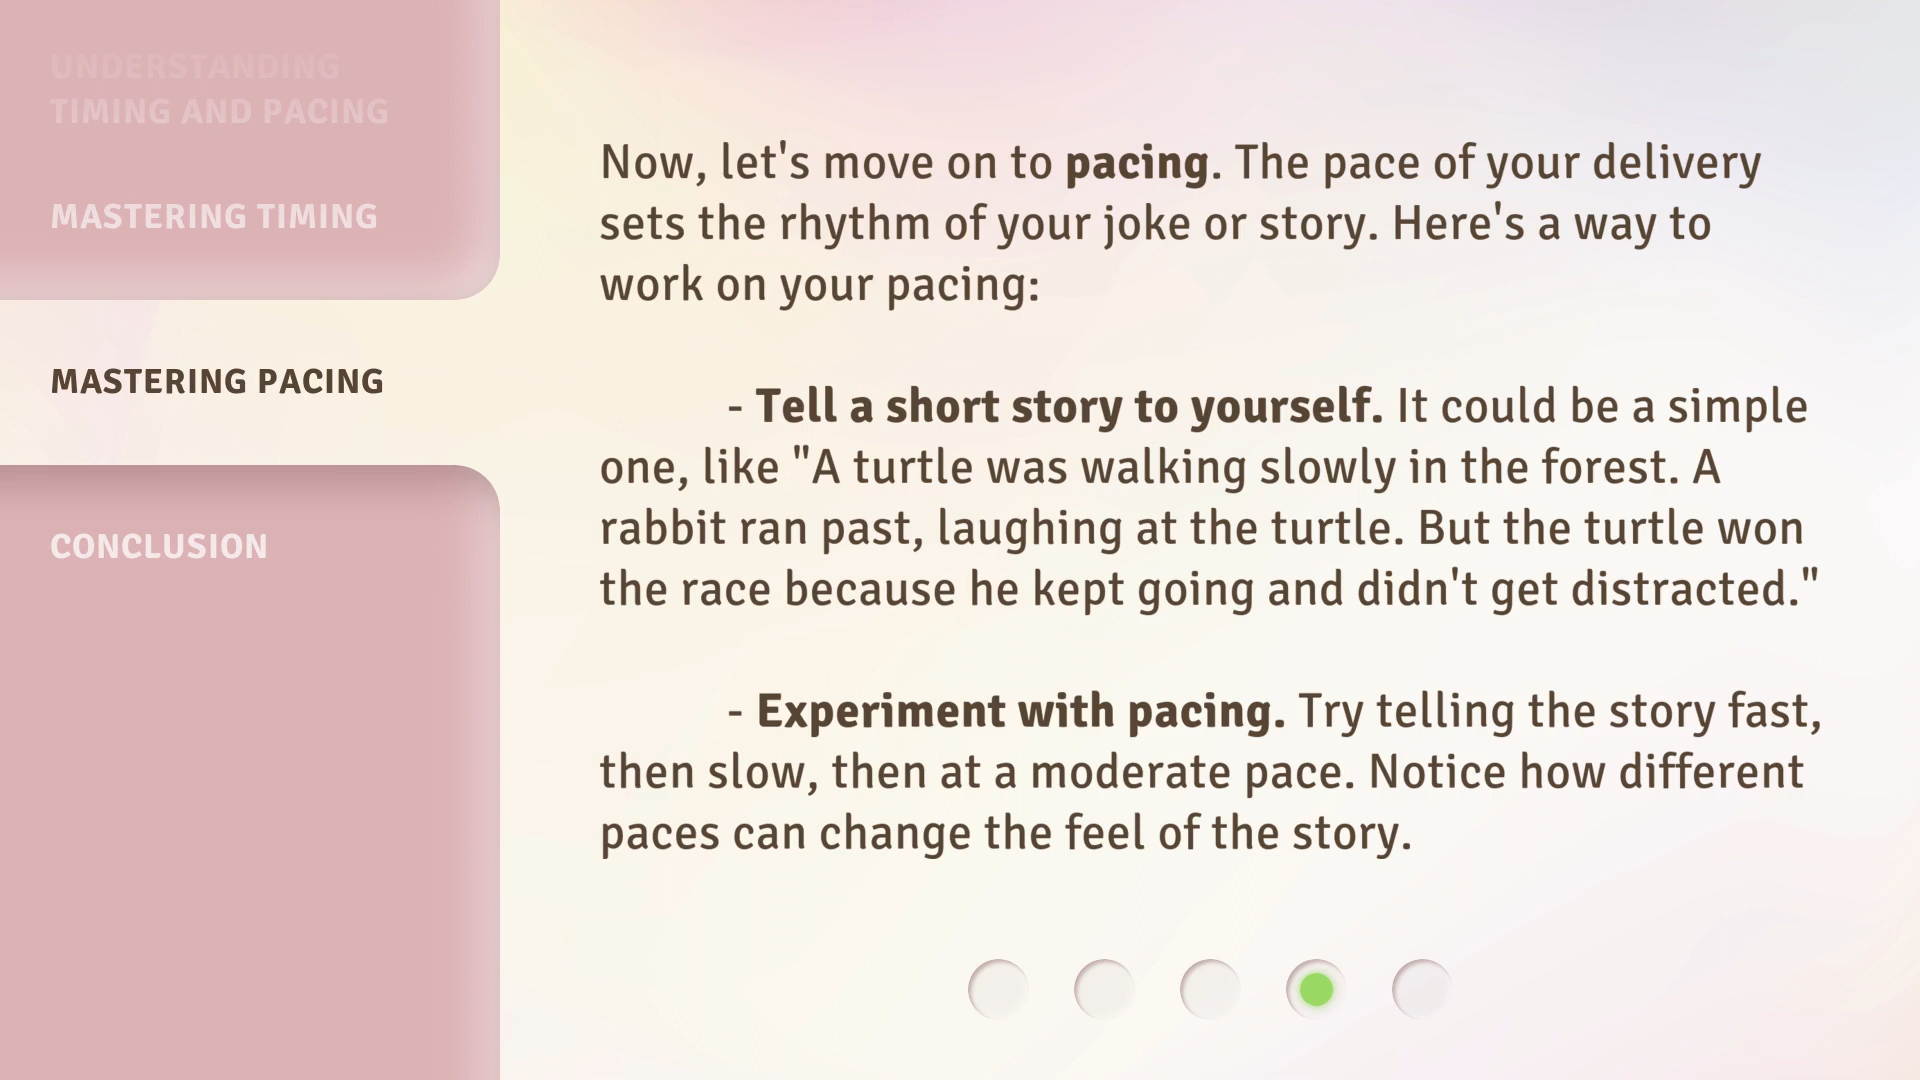 UNDERSTANDING
TIMING AND PACING
MASTERING TIMING
MASTERING PACING
CONCLUSION
Now, let's move on to pacing. The pace of your delivery
sets the rhythm of your joke or story. Here's a way to
work on your pacing:
- Tell a short story to yourself. It could be a simple
one, like "A turtle was walking slowly in the forest. A
rabbit ran past, laughing at the turtle. But the turtle won
the race because he kept going and didn't get distracted."
- Experiment with pacing. Try telling the story fast,
then slow, then at a moderate pace. Notice how different
paces can change the feel of the story.